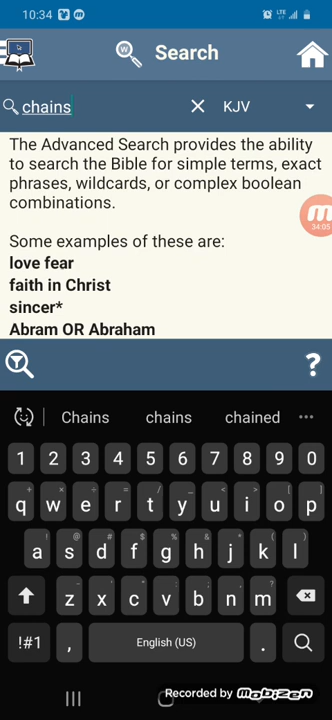 10:34 LTE
W Search
chains KJV
The Advanced Search provides the ability
to search the Bible for simple terms, exact
phrases, wildcards, or complex boolean
combinations.
34:05
Some examples of these are:
love fear
faith in Christ
sincer*
Abram OR Abraham
?
Chains chains chained
1 2 3 4 5 6 7 8 9 0
q w e r t y u i o p
a s d f g h j k l
z x c v b n m
!#1 , English (US) .
Recorded by Mobizen